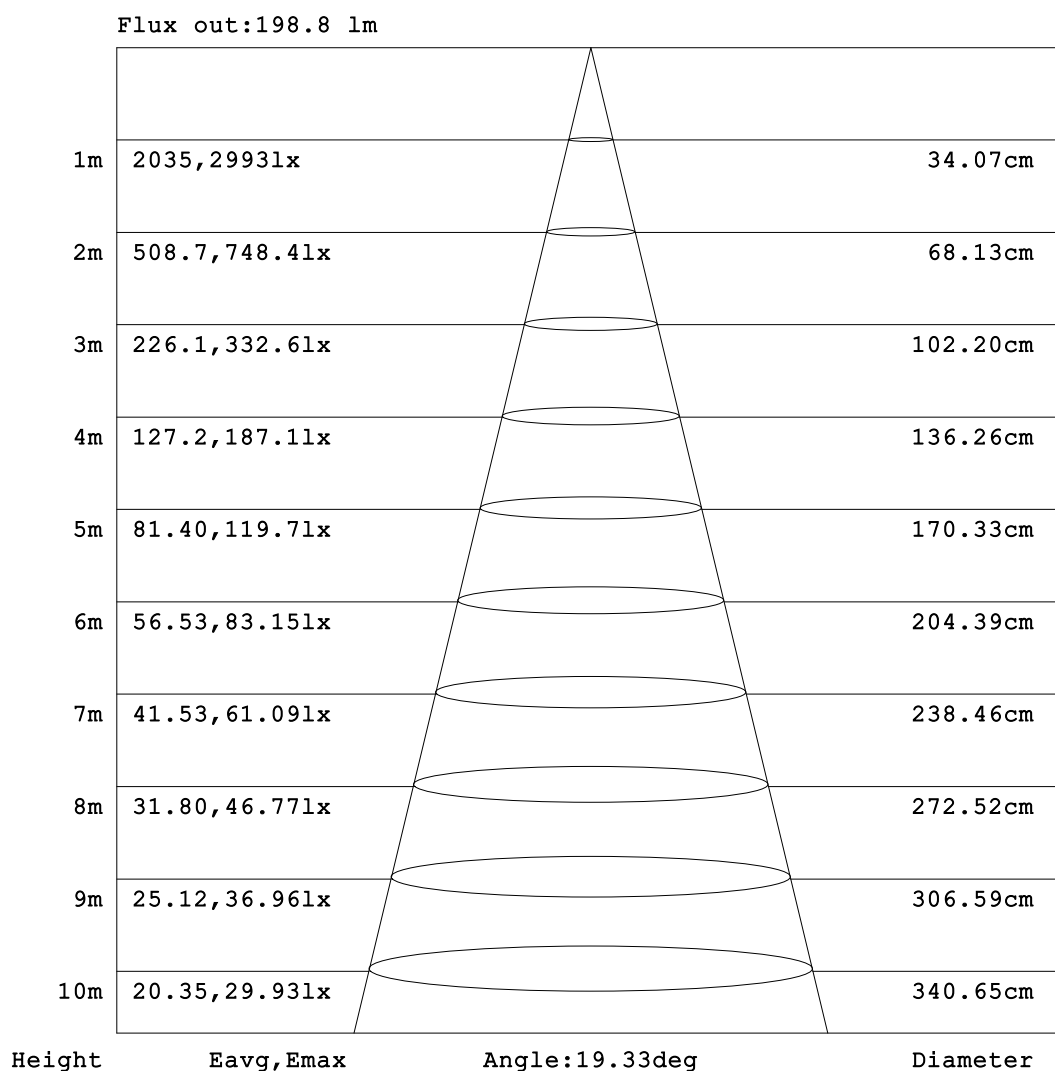 Flux out:198.8 lm
1m 2035,2993lx 34.07cm
2m 508.7,748.4lx 68.13cm
3m 226.1,332.6lx 102.20cm
4m 127.2,187.1lx 136.26cm
5m 81.40,119.7lx 170.33cm
6m 56.53,83.15lx 204.39cm
7m 41.53,61.09lx 238.46cm
8m 31.80,46.77lx 272.52cm
9m 25.12,36.96lx 306.59cm
10m 20.35,29.93lx 340.65cm
Height Eavg,Emax Angle:19.33deg Diameter